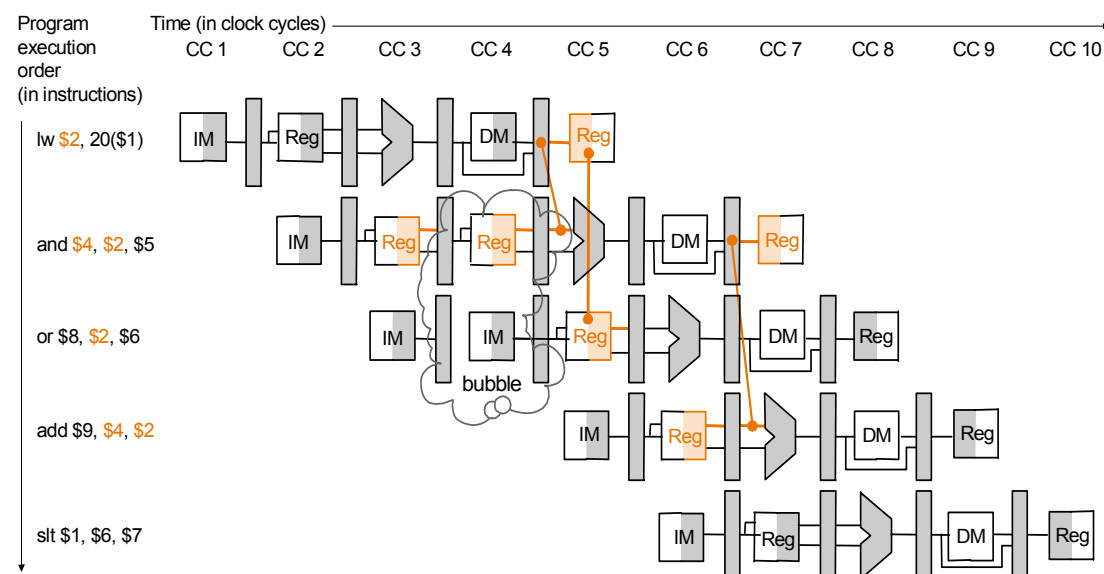 Program
execution
order
(in instructions)
Time (in clock cycles)
CC 1 CC 2 CC 3 CC 4 CC 5 CC 6 CC 7 CC 8 CC 9 CC 10
lw $2, 20($1)
IM Reg DM Reg
and $4, $2, $5
IM Reg Reg DM Reg
or $8, $2, $6
IM IM Reg DM Reg
bubble
add $9, $4, $2
IM Reg DM Reg
slt $1, $6, $7
IM Reg DM Reg